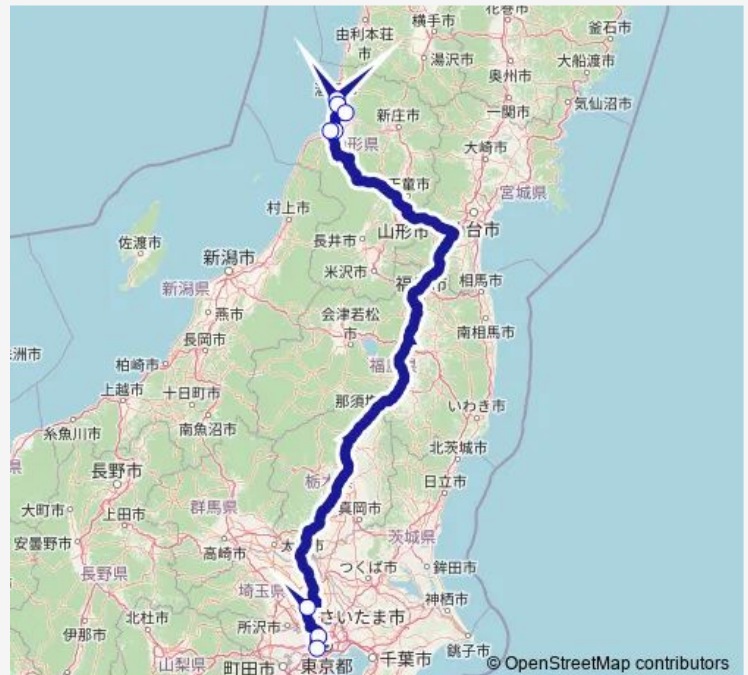 花巻市
横手市
由利本荘
市
釜石市
湯沢市
大船渡市
奥州市
気仙沼市
一関市
新庄市
形県
大崎市
宮城県
村上市
台市
山形市
長井市
佐渡市
新潟市
米沢市
相馬市
新潟県
燕市
会津若松
市
南相馬市
長岡市
柏崎市
上越市
十日町市
いわき市
糸魚川市
南魚沼市
北茨城市
長野市
日立市
大町市
上田市
群馬県
真岡市
茨城県
安曇野市
高崎市
長野県
つくば市
鉾田市
埼玉県
神栖市
北杜市
さいたま市
伊那市
所沢市
銚子市
山梨県
町田市
東京都
千葉市
© OpenStreetMap contributors